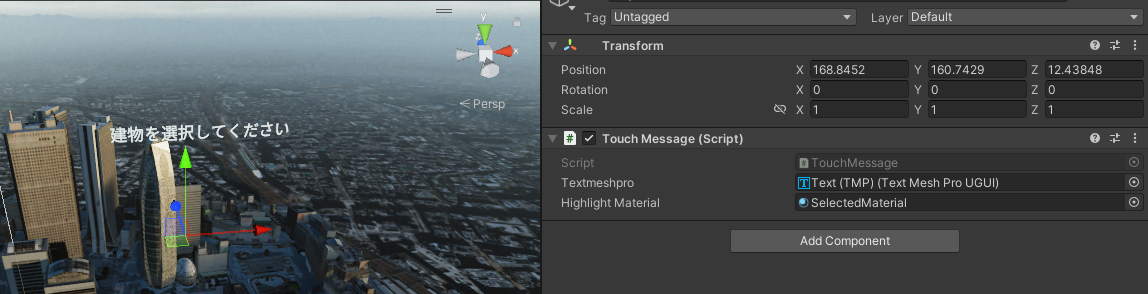 y
z
x
Persp
建物を選択してください
Tag Untagged Layer Default
Transform
Position X 168.8452 Y 160.7429 Z 12.43848
Rotation X 0 Y 0 Z 0
Scale X 1 Y 1 Z 1
# Touch Message (Script)
Script # TouchMessage
Textmeshpro T Text (TMP) (Text Mesh Pro UGUI)
Highlight Material SelectedMaterial
Add Component